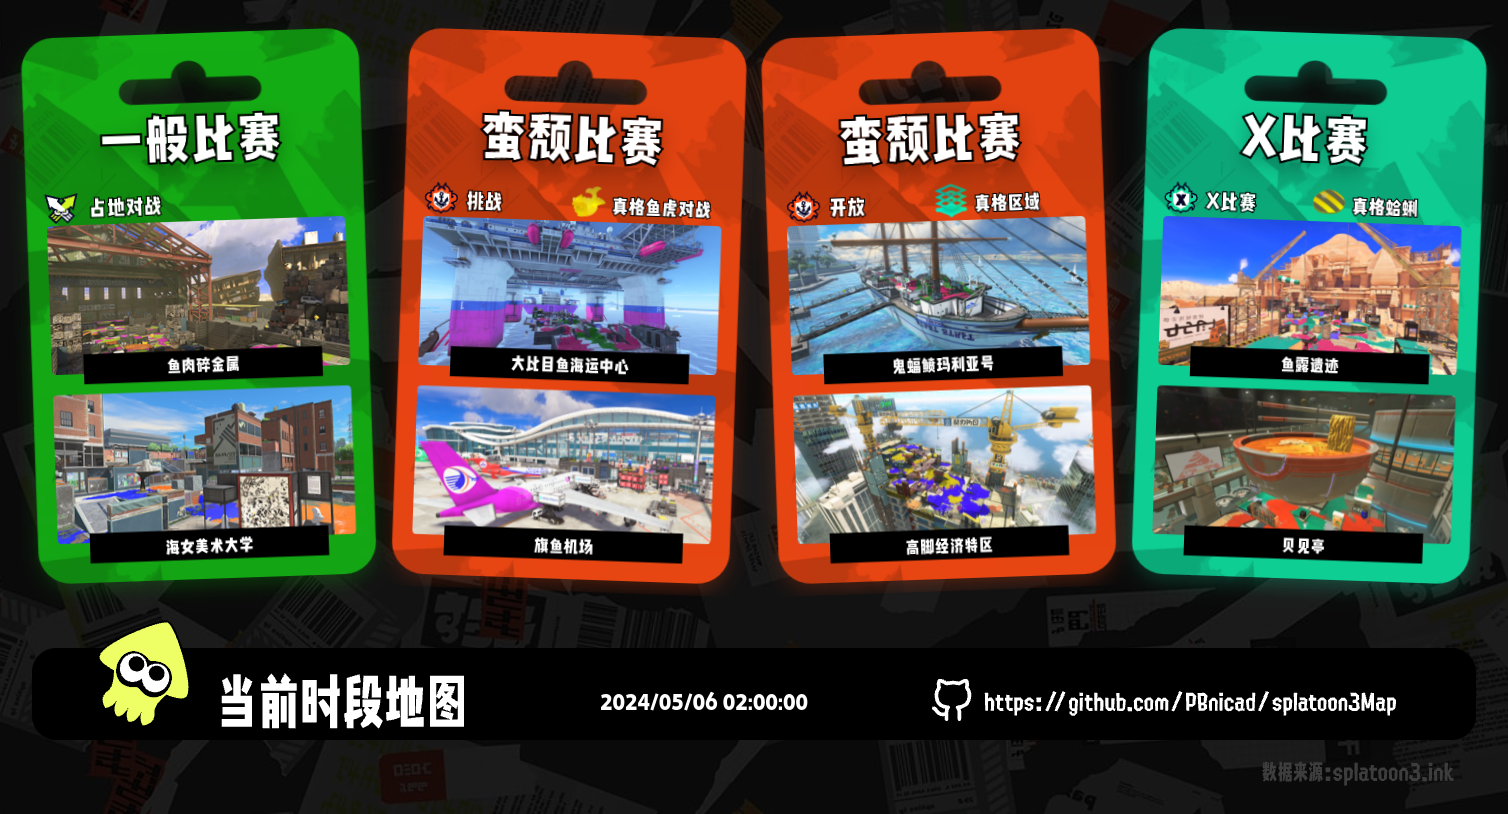 一般比赛
占地对战
鱼肉碎金属
海女美术大学
蛮颓比赛
挑战
真格鱼虎对战
大比目鱼海运中心
旗鱼机场
蛮颓比赛
开放
真格区域
鬼蝠鲼玛利亚号
高脚经济特区
X比赛
X比赛
真格蛤蜊
鱼露遗迹
贝见亭
当前时段地图
2024/05/06 02:00:00
https://github.com/PBnicad/splatoon3Map
数据来源:splatoon3.ink